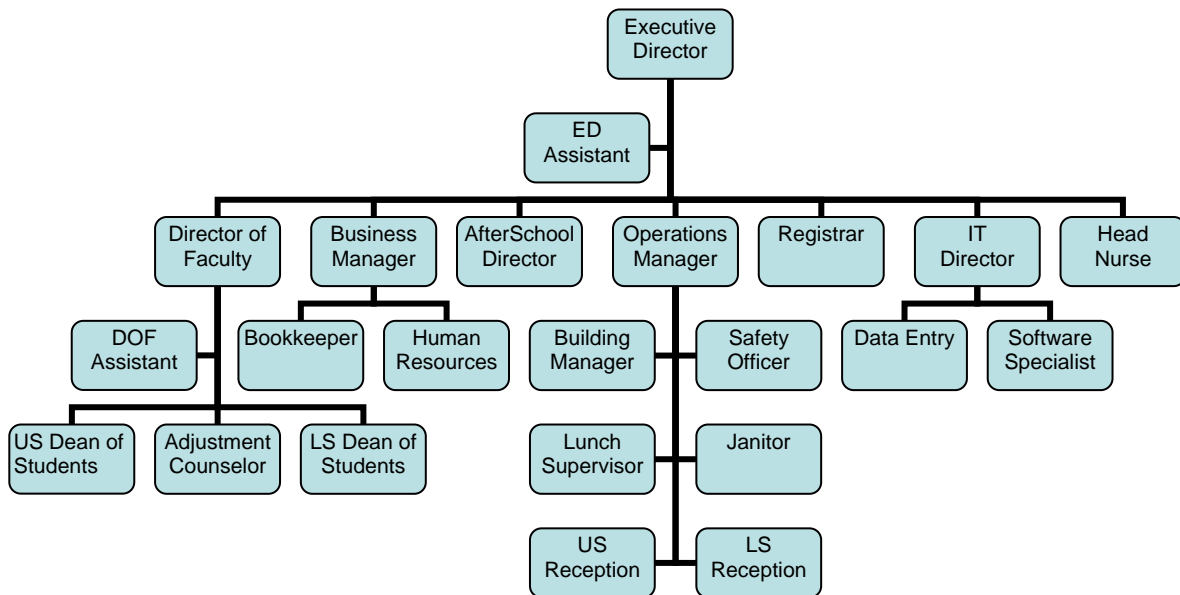 Executive
Director
ED
Assistant
Director of
Faculty
Business
Manager
AfterSchool
Director
Operations
Manager
Registrar
IT
Director
Head
Nurse
DOF
Assistant
Bookkeeper
Human
Resources
Building
Manager
Safety
Officer
Data Entry
Software
Specialist
US Dean of
Students
Adjustment
Counselor
LS Dean of
Students
Lunch
Supervisor
Janitor
US
Reception
LS
Reception